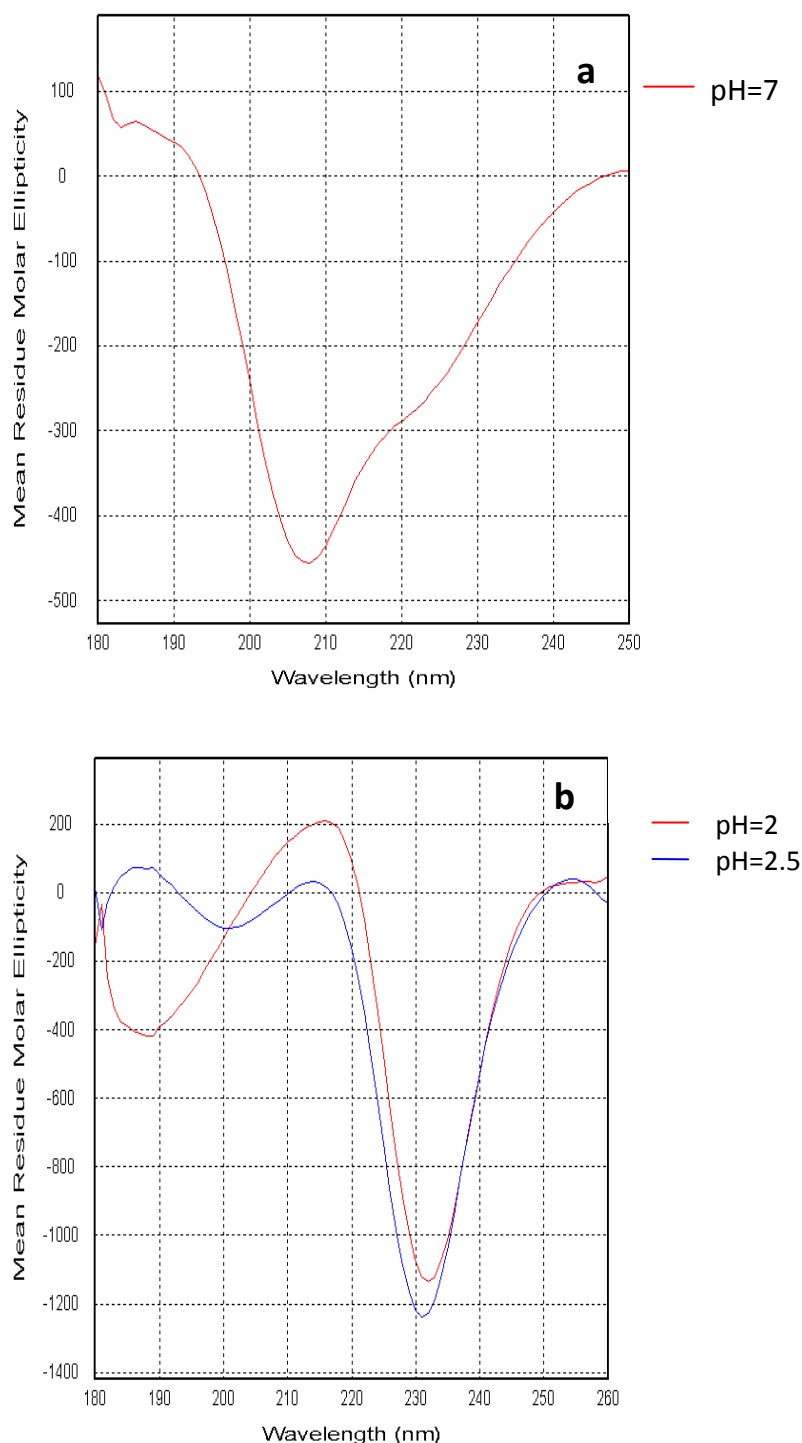 a
pH=7
Mean Residue Molar Ellipticity
100
0
-100
-200
-300
-400
-500
180 190 200 210 220 230 240 250
Wavelength (nm)
b
pH=2
pH=2.5
Mean Residue Molar Ellipticity
200
0
-200
-400
-600
-800
-1000
-1200
-1400
180 190 200 210 220 230 240 250 260
Wavelength (nm)